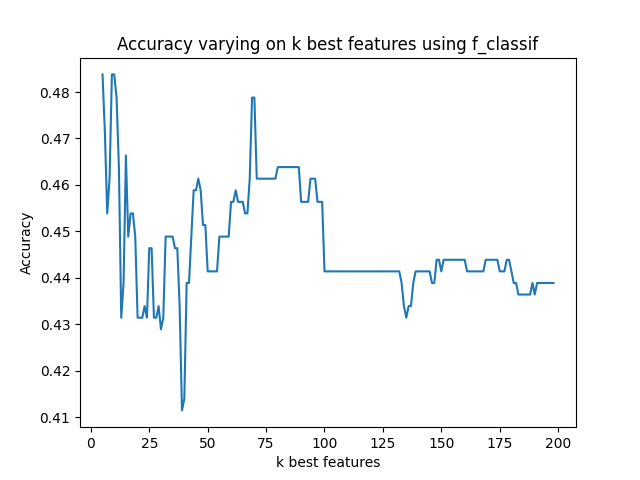 Accuracy varying on k best features using f_classif
0.48
0.47
0.46
0.45
0.44
0.43
0.42
0.41
Accuracy
0 25 50 75 100 125 150 175 200
k best features